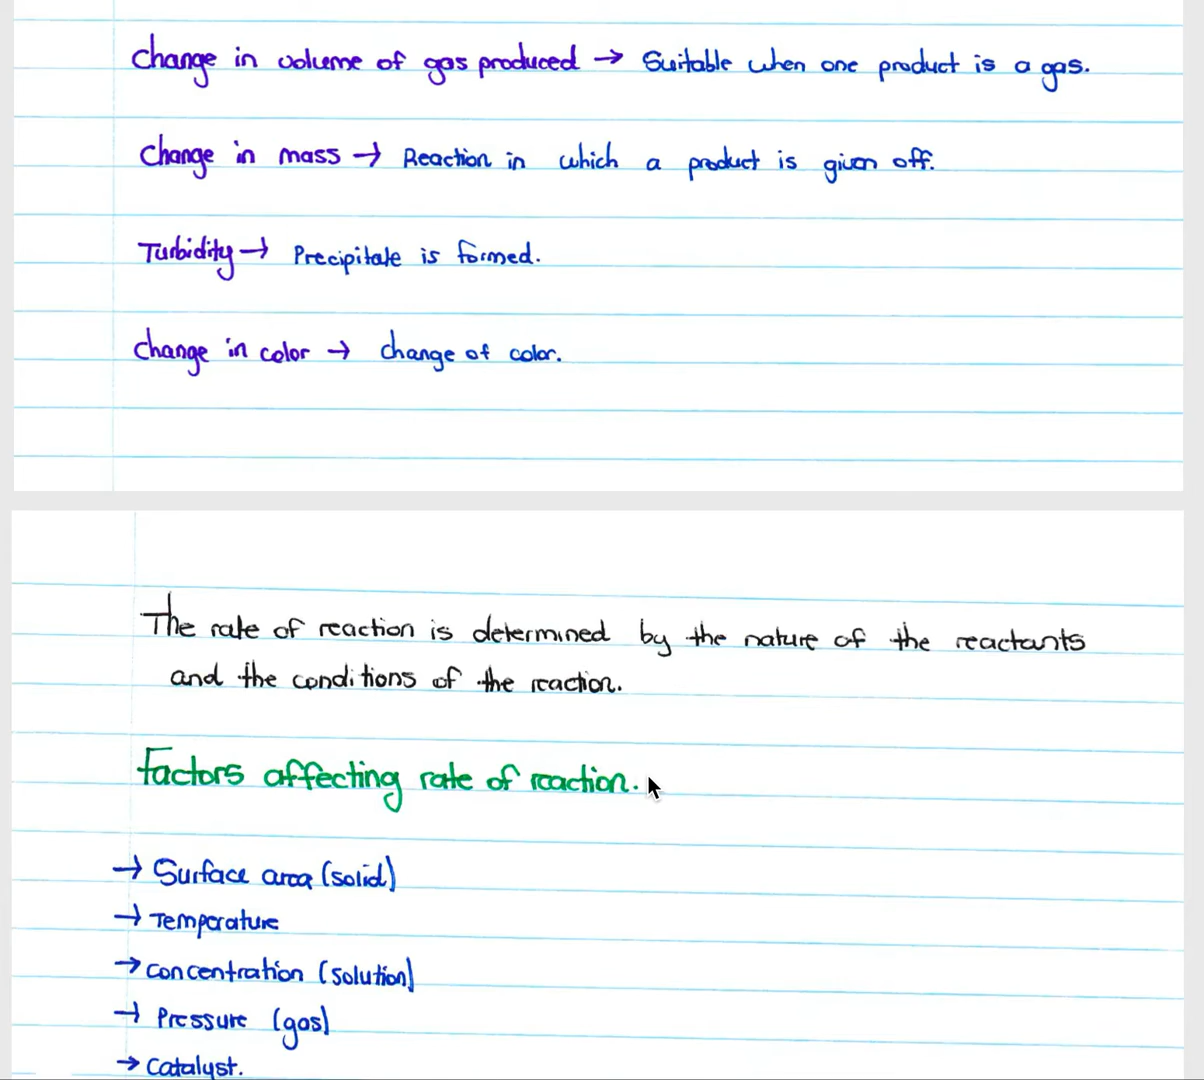 Change in volume of gas produced → Suitable when one product is a gas.
Change in mass → Reaction in which a product is given off.
Turbidity → Precipitate is formed.
Change in color → change of color.
The rate of reaction is determined by the nature of the reactants
and the conditions of the reaction.
Factors affecting rate of reaction.
→ Surface area (solid)
→ Temperature
→ concentration (solution)
→ Pressure (gas)
→ Catalyst.